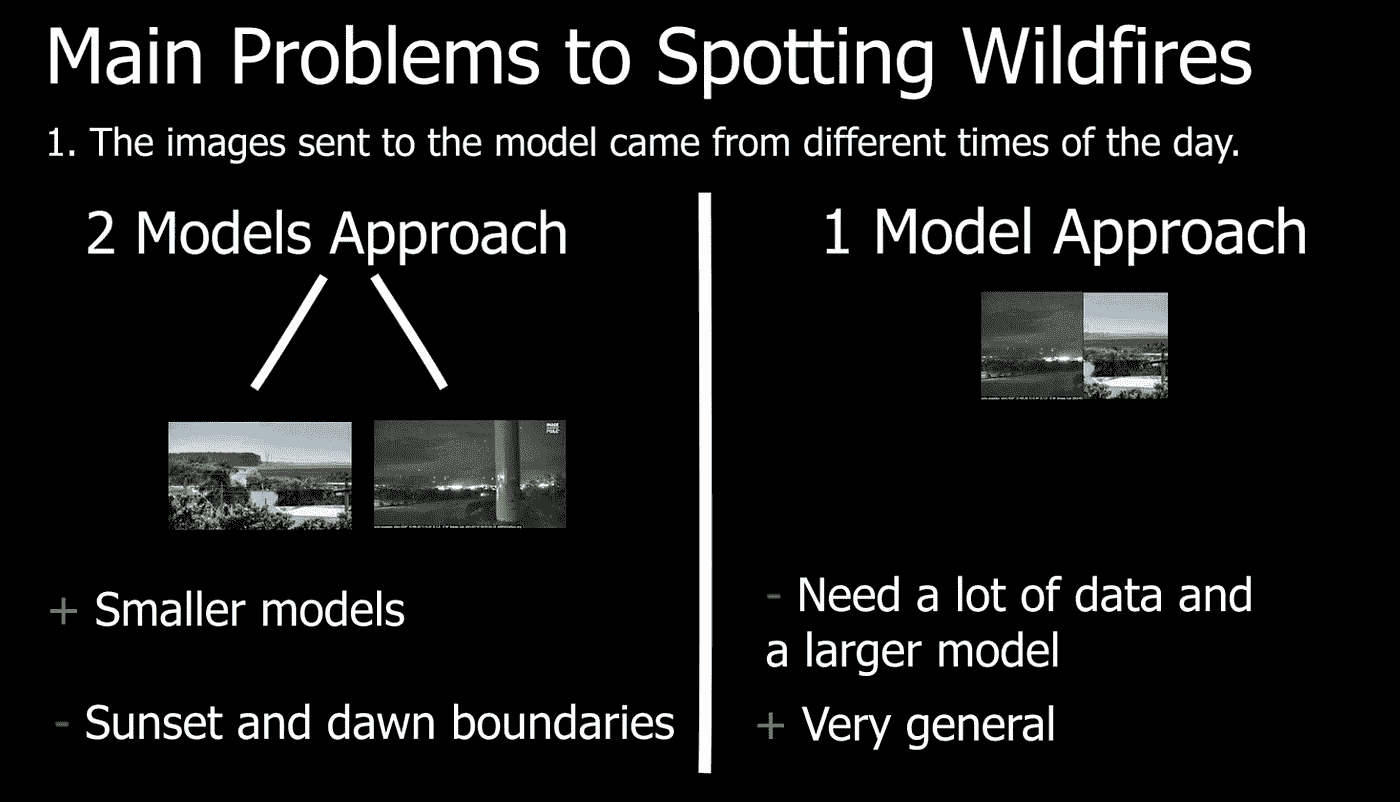 Main Problems to Spotting Wildfires
1. The images sent to the model came from different times of the day.
2 Models Approach
+ Smaller models
- Sunset and dawn boundaries
1 Model Approach
- Need a lot of data and
a larger model
+ Very general